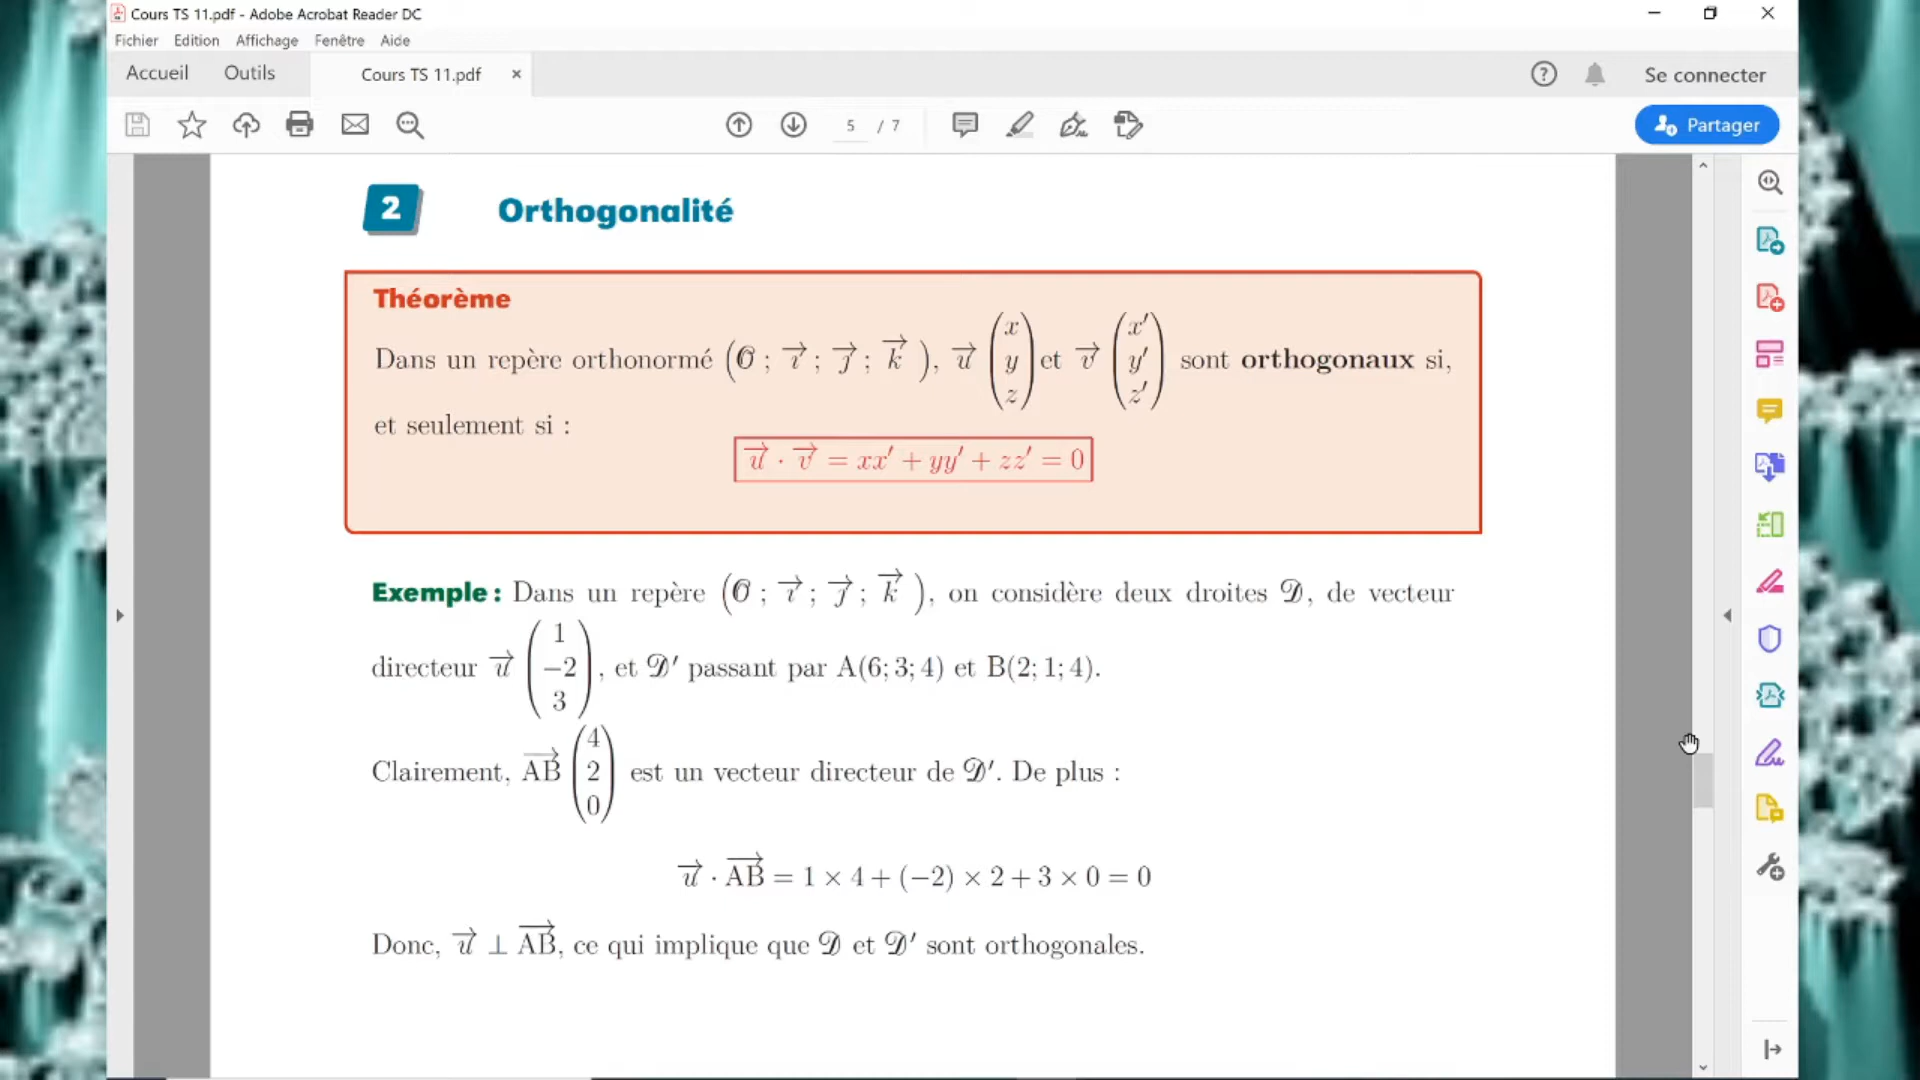 Cours TS 11.pdf - Adobe Acrobat Reader DC
Fichier Edition Affichage Fenêtre Aide
Accueil Outils Cours TS 11.pdf × Se connecter
5 / 7 Partager
2 Orthogonalité
Théorème
Dans un repère orthonormé (𝒪 ; ı⃗ ; ȷ⃗ ; k⃗ ), u⃗ (x y z) et v⃗ (x′ y′ z′) sont orthogonaux si,
et seulement si :
u⃗ · v⃗ = xx′ + yy′ + zz′ = 0
Exemple : Dans un repère (𝒪 ; ı⃗ ; ȷ⃗ ; k⃗ ), on considère deux droites 𝒟, de vecteur
directeur u⃗ (1 −2 3), et 𝒟′ passant par A(6; 3; 4) et B(2; 1; 4).
Clairement, AB⃗ (4 2 0) est un vecteur directeur de 𝒟′. De plus :
u⃗ · AB⃗ = 1 × 4 + (−2) × 2 + 3 × 0 = 0
Donc, u⃗ ⊥ AB⃗, ce qui implique que 𝒟 et 𝒟′ sont orthogonales.